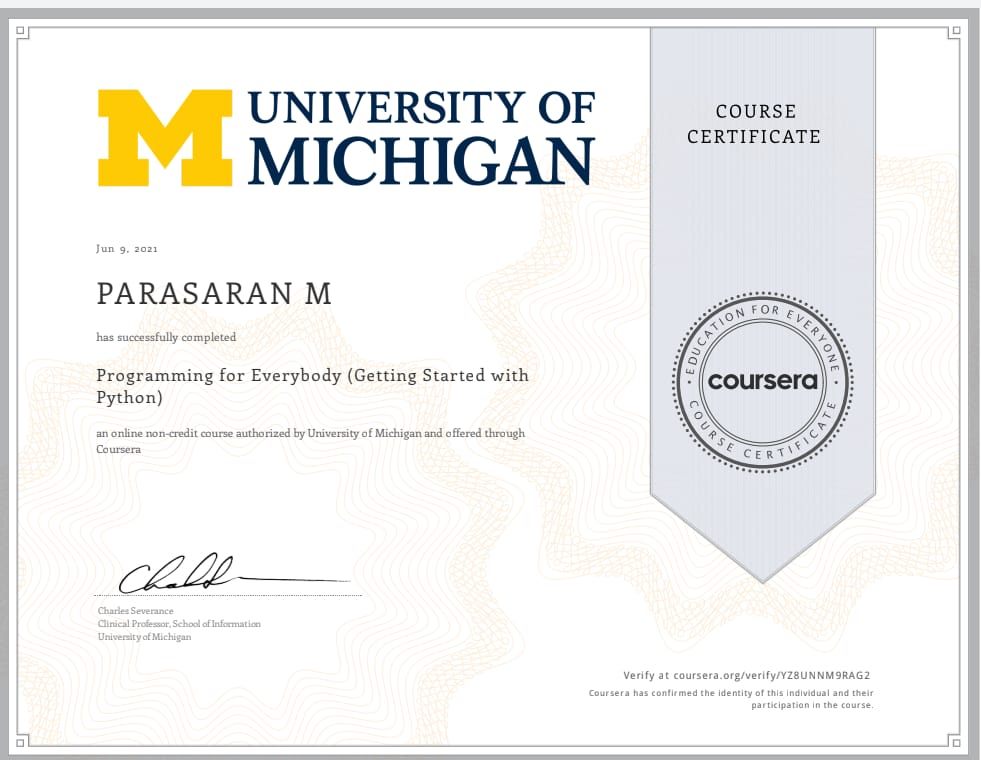 UNIVERSITY OF
MICHIGAN
COURSE
CERTIFICATE
Jun 9, 2021
PARASARAN M
has successfully completed
Programming for Everybody (Getting Started with
Python)
an online non-credit course authorized by University of Michigan and offered through
Coursera
EDUCATION FOR EVERYONE
coursera
COURSE CERTIFICATE
Charles Severance
Clinical Professor, School of Information
University of Michigan
Verify at coursera.org/verify/YZ8UNNM9RAG2
Coursera has confirmed the identity of this individual and their
participation in the course.